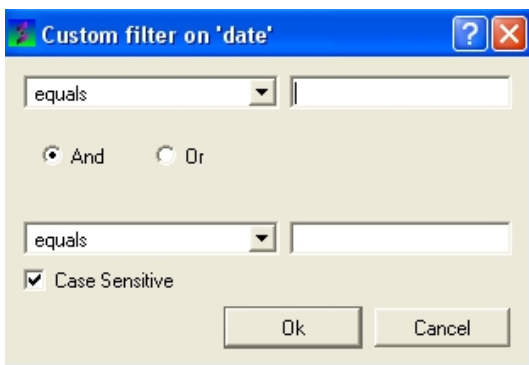 Custom filter on 'date'
equals
And Or
equals
Case Sensitive
Ok Cancel